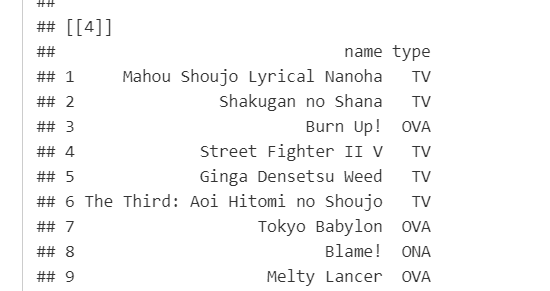 ##
## [[4]]
##                               name type
## 1     Mahou Shoujo Lyrical Nanoha   TV
## 2               Shakugan no Shana   TV
## 3                        Burn Up!  OVA
## 4             Street Fighter II V   TV
## 5             Ginga Densetsu Weed   TV
## 6 The Third: Aoi Hitomi no Shoujo   TV
## 7                   Tokyo Babylon  OVA
## 8                          Blame!  ONA
## 9                    Melty Lancer  OVA